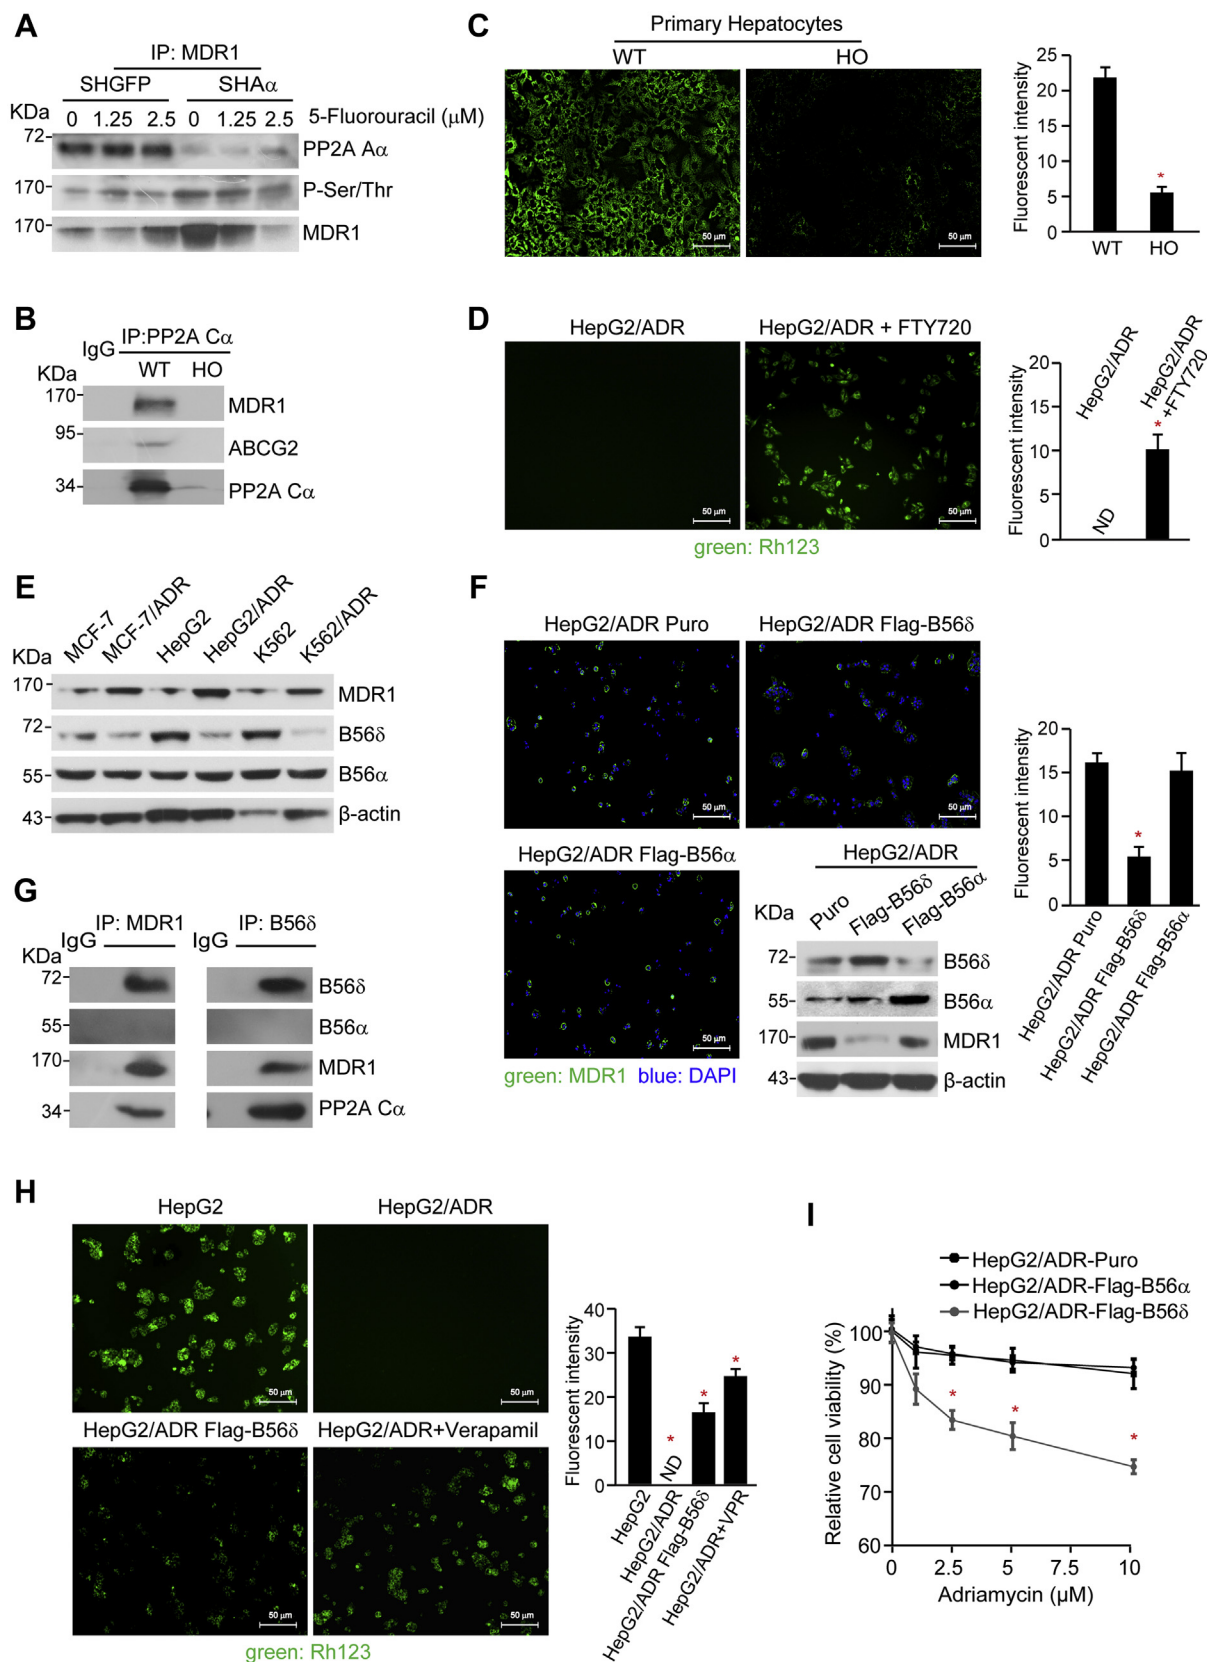 A
IP: MDR1
SHGFP SHAα
KDa 0 1.25 2.5 0 1.25 2.5 5-Fluorouracil (μM)
72 PP2A Aα
170 P-Ser/Thr
170 MDR1
B
IgG IP:PP2A Cα
KDa WT HO
170 MDR1
95 ABCG2
34 PP2A Cα
C
Primary Hepatocytes
WT HO
50 μm 50 μm
Fluorescent intensity
25
20
15
10
5
0
*
WT HO
D
HepG2/ADR HepG2/ADR + FTY720
50 μm 50 μm
green: Rh123
Fluorescent intensity
20
15
10
5
0
HepG2/ADR
HepG2/ADR
+FTY720
*
ND
E
MCF-7 MCF-7/ADR HepG2 HepG2/ADR K562 K562/ADR
KDa
170 MDR1
72 B56δ
55 B56α
43 β-actin
F
HepG2/ADR Puro HepG2/ADR Flag-B56δ
50 μm 50 μm
HepG2/ADR Flag-B56α
50 μm
green: MDR1 blue: DAPI
HepG2/ADR
KDa Puro Flag-B56δ Flag-B56α
72 B56δ
55 B56α
170 MDR1
43 β-actin
Fluorescent intensity
20
15
10
5
0
*
HepG2/ADR Puro
HepG2/ADR Flag-B56δ
HepG2/ADR Flag-B56α
G
IgG IP: MDR1 IgG IP: B56δ
KDa
72 B56δ
55 B56α
170 MDR1
34 PP2A Cα
H
HepG2 HepG2/ADR
50 μm 50 μm
HepG2/ADR Flag-B56δ HepG2/ADR+Verapamil
50 μm 50 μm
green: Rh123
Fluorescent intensity
40
30
20
10
0
* * *
ND
HepG2
HepG2/ADR
HepG2/ADR Flag-B56δ
HepG2/ADR+VPR
I
HepG2/ADR-Puro
HepG2/ADR-Flag-B56α
HepG2/ADR-Flag-B56δ
Relative cell viability (%)
100
90
80
70
60
* * *
0 2.5 5 7.5 10
Adriamycin (μM)